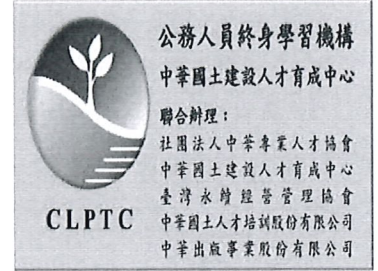 公務人員終身學習機構
中華國土建設人才育成中心
聯合辦理：
社團法人中華專業人才協會
中華國土建設人才育成中心
臺灣永續經營管理協會
中華國土人才培訓股份有限公司
中華出版事業股份有限公司
CLPTC